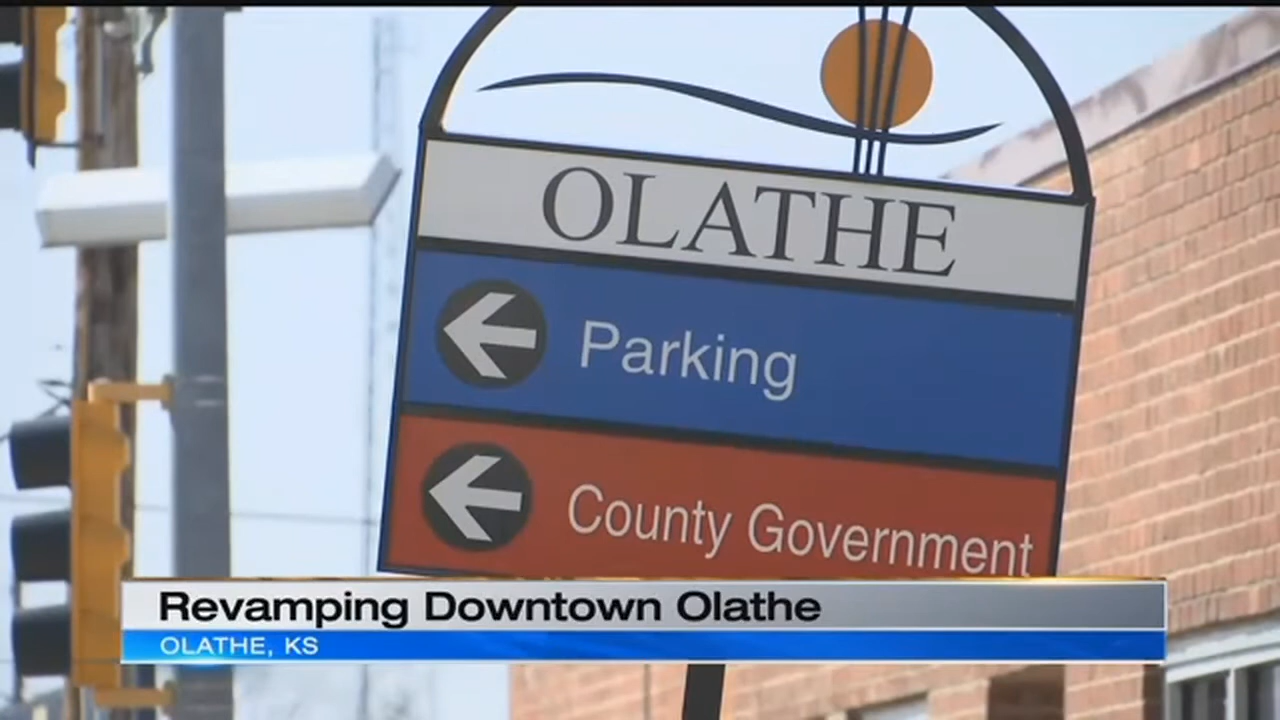 OLATHE
Parking
County Government
Revamping Downtown Olathe
OLATHE, KS